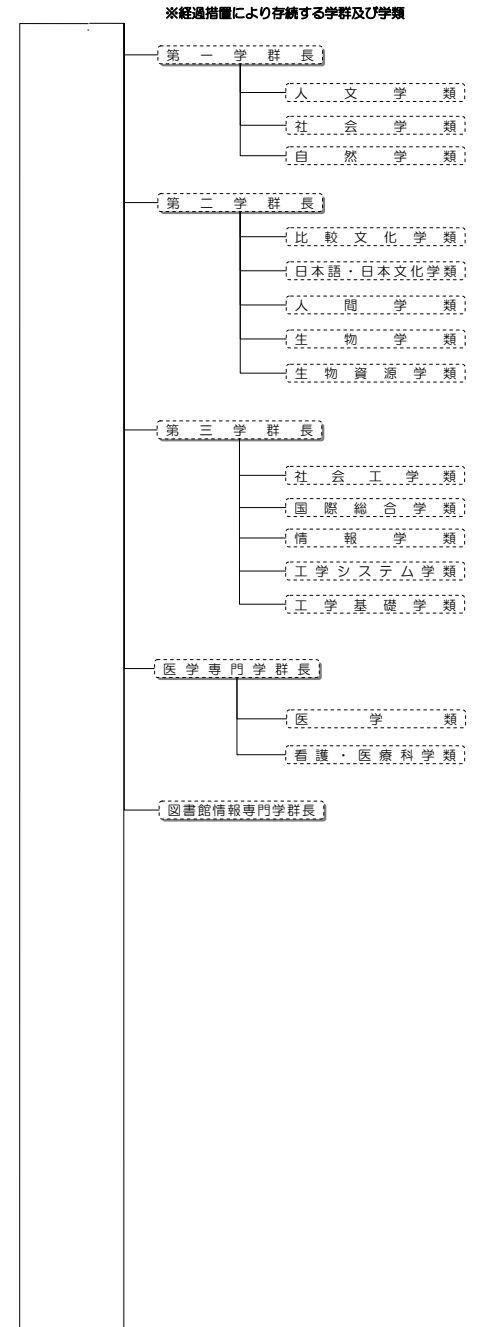 ※経過措置により存続する学群及び学類
第一学群長
人文学類
社会学類
自然学類
第二学群長
比較文化学類
日本語・日本文化学類
人間学類
生物学類
生物資源学類
第三学群長
社会工学類
国際総合学類
情報学類
工学システム学類
工学基礎学類
医学専門学群長
医学類
看護・医療科学類
図書館情報専門学群長